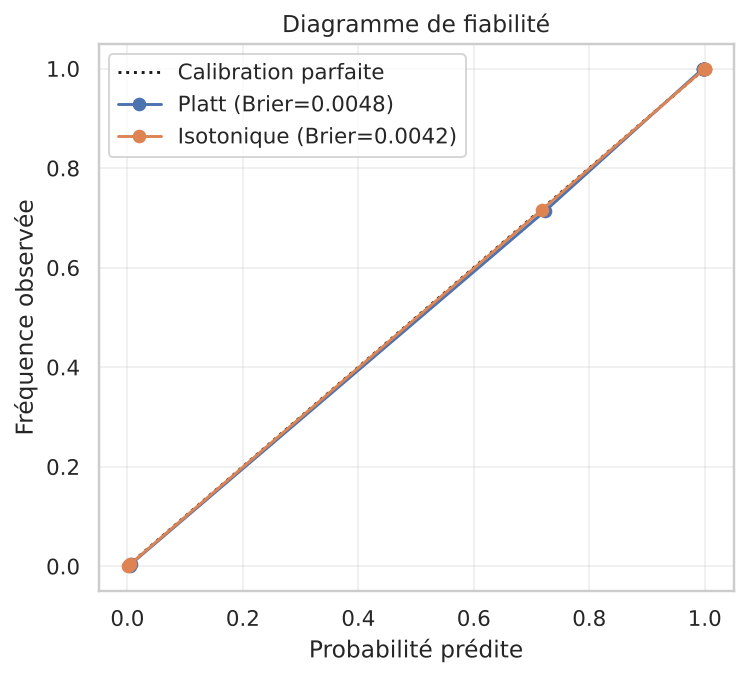 Diagramme de fiabilité
Calibration parfaite
Platt (Brier=0.0048)
Isotonique (Brier=0.0042)
Fréquence observée
1.0
0.8
0.6
0.4
0.2
0.0
0.0 0.2 0.4 0.6 0.8 1.0
Probabilité prédite